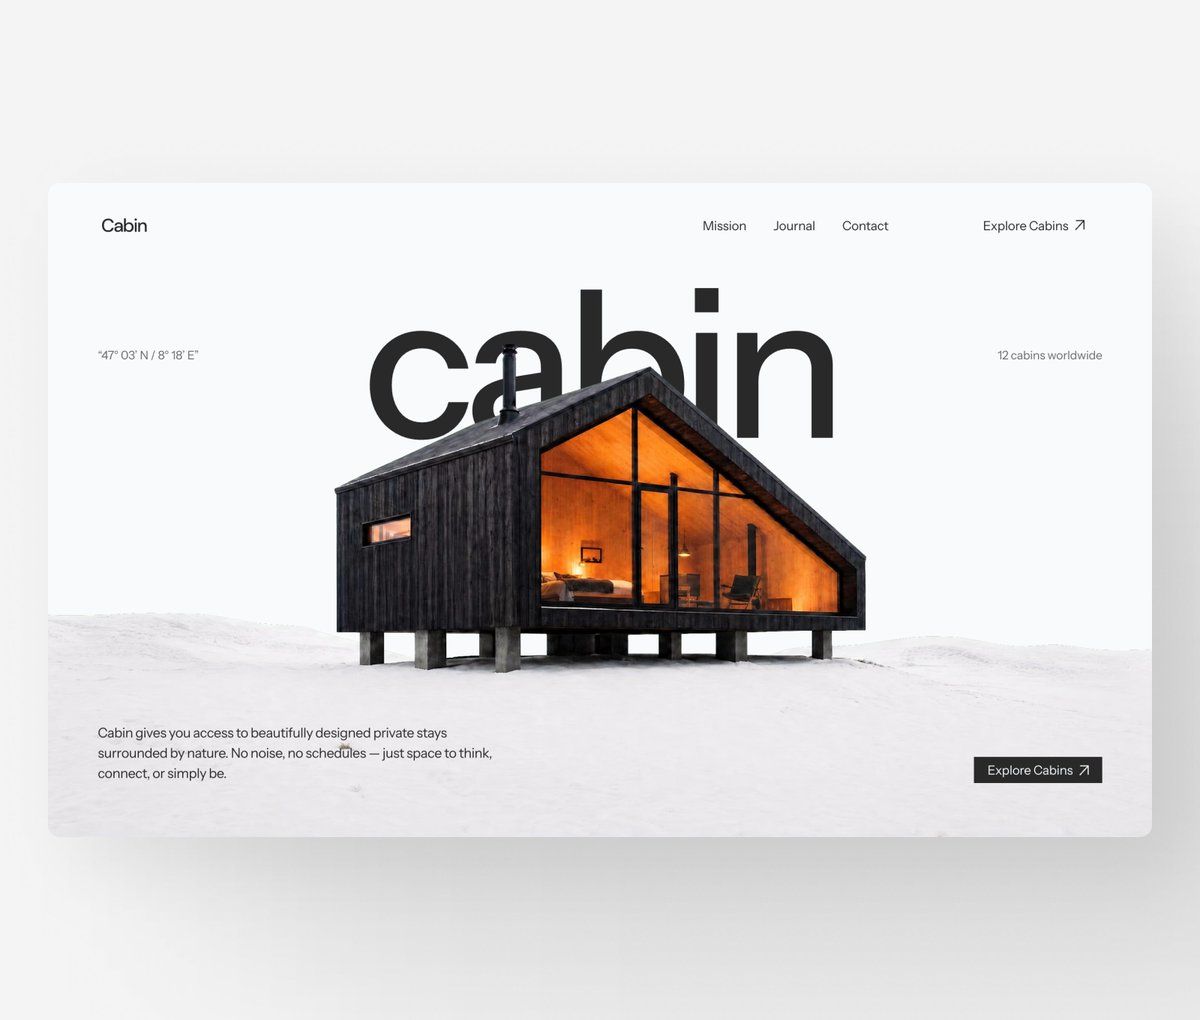 Cabin
Mission
Journal
Contact
Explore Cabins
cabin
“47° 03’ N / 8° 18’ E”
12 cabins worldwide
Cabin gives you access to beautifully designed private stays
surrounded by nature. No noise, no schedules — just space to think,
connect, or simply be.
Explore Cabins